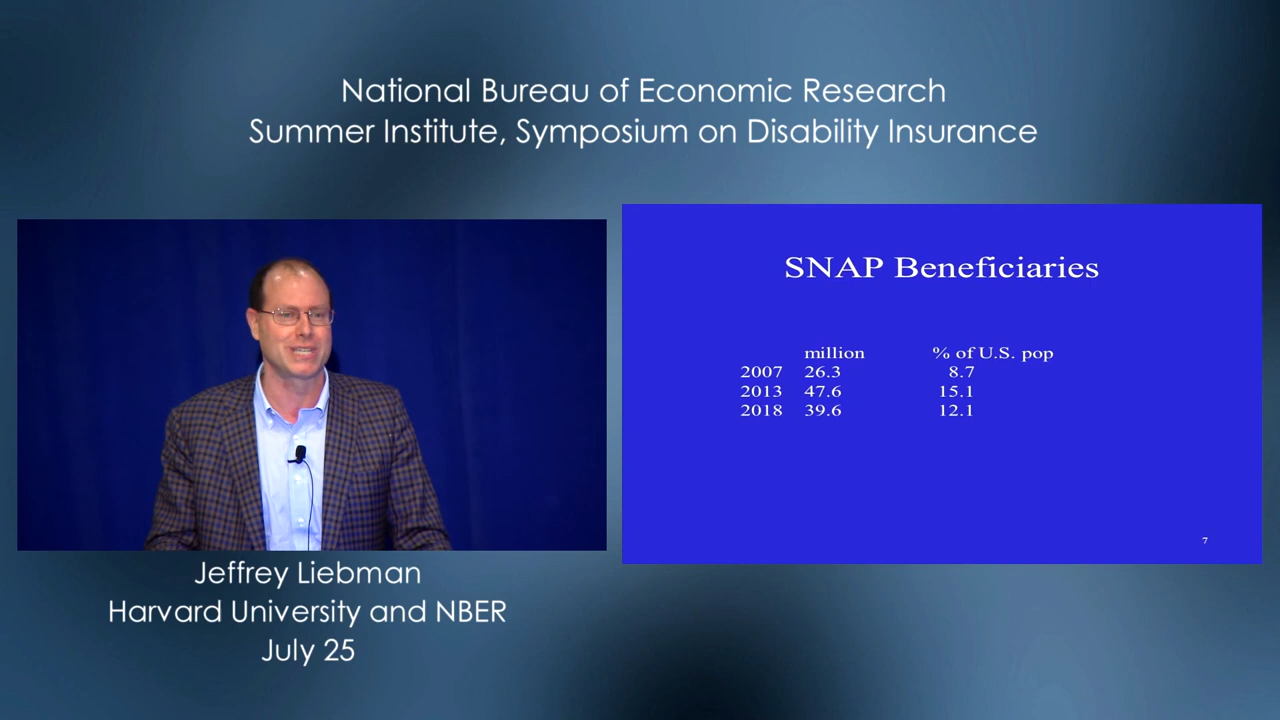 National Bureau of Economic Research
Summer Institute, Symposium on Disability Insurance
SNAP Beneficiaries
million % of U.S. pop
2007 26.3 8.7
2013 47.6 15.1
2018 39.6 12.1
7
Jeffrey Liebman
Harvard University and NBER
July 25